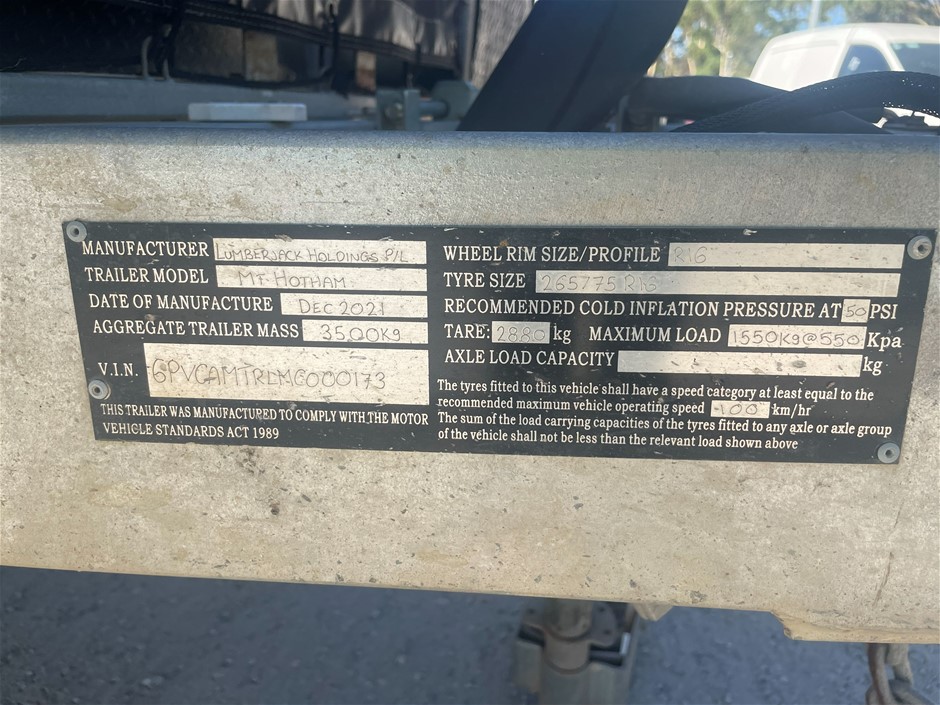 MANUFACTURER LUMBERJACK HOLDINGS P/L
TRAILER MODEL MT HOTHAM
DATE OF MANUFACTURE DEC 2021
AGGREGATE TRAILER MASS 3500Kg
V.I.N. 6PVCAMTRLMG000173
THIS TRAILER WAS MANUFACTURED TO COMPLY WITH THE MOTOR
VEHICLE STANDARDS ACT 1989
WHEEL RIM SIZE/PROFILE R16
TYRE SIZE 265775 R16
RECOMMENDED COLD INFLATION PRESSURE AT 50 PSI
TARE: 2880 kg MAXIMUM LOAD 1550Kg@550 Kpa
AXLE LOAD CAPACITY kg
The tyres fitted to this vehicle shall have a speed category at least equal to the
recommended maximum vehicle operating speed 100 km/hr
The sum of the load carrying capacities of the tyres fitted to any axle or axle group
of the vehicle shall not be less than the relevant load shown above